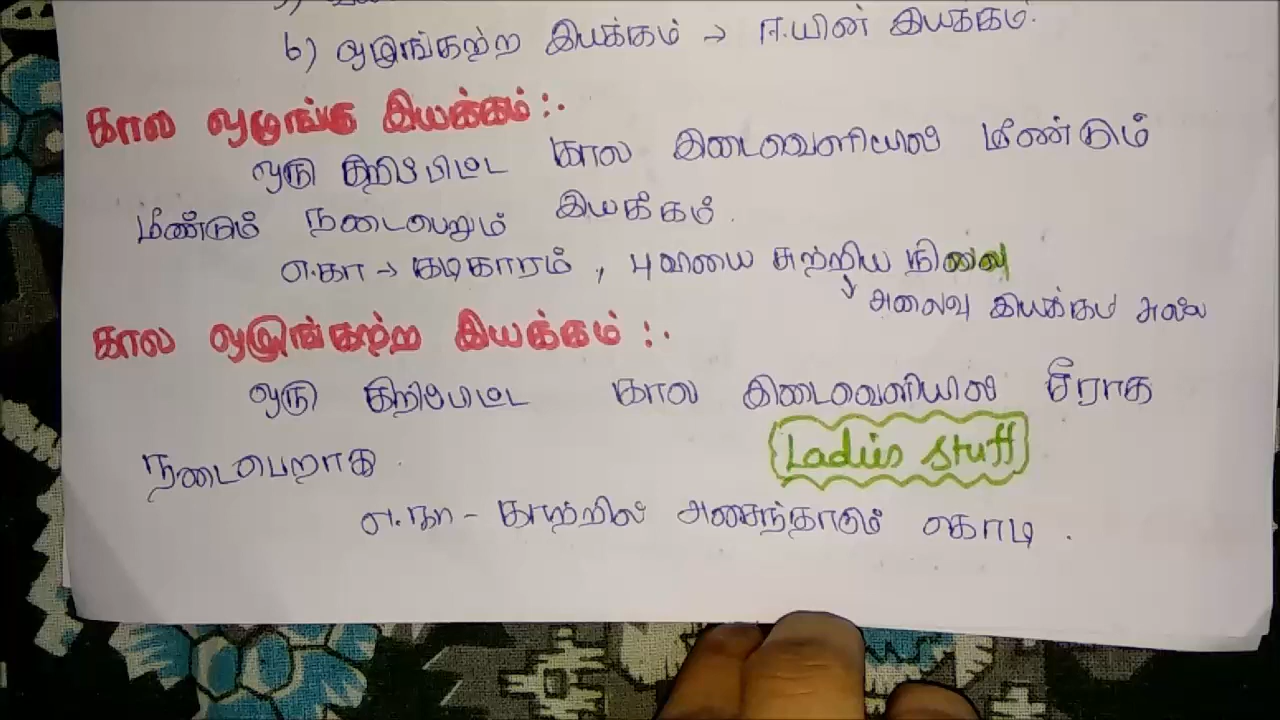 6) ஒழுங்கற்ற இயக்கம் → ஈ.யின் இயக்கம்.
கால ஒழுங்கு இயக்கம் :.
ஒரு குறிப்பிட்ட கால இடைவெளியில் மீண்டும்
மீண்டும் நடைபெறும் இயக்கம்.
எ.கா → கடிகாரம் , புவியை சுற்றிய நிலவு
அலைவு இயக்கம் அல்ல
கால ஒழுங்கற்ற இயக்கம் :.
ஒரு குறிப்பிட்ட கால இடைவெளியில் சீராக
நடைபெறாத .
Ladies Stuff
எ.கா - காற்றில் அசைந்தாடும் கொடி .